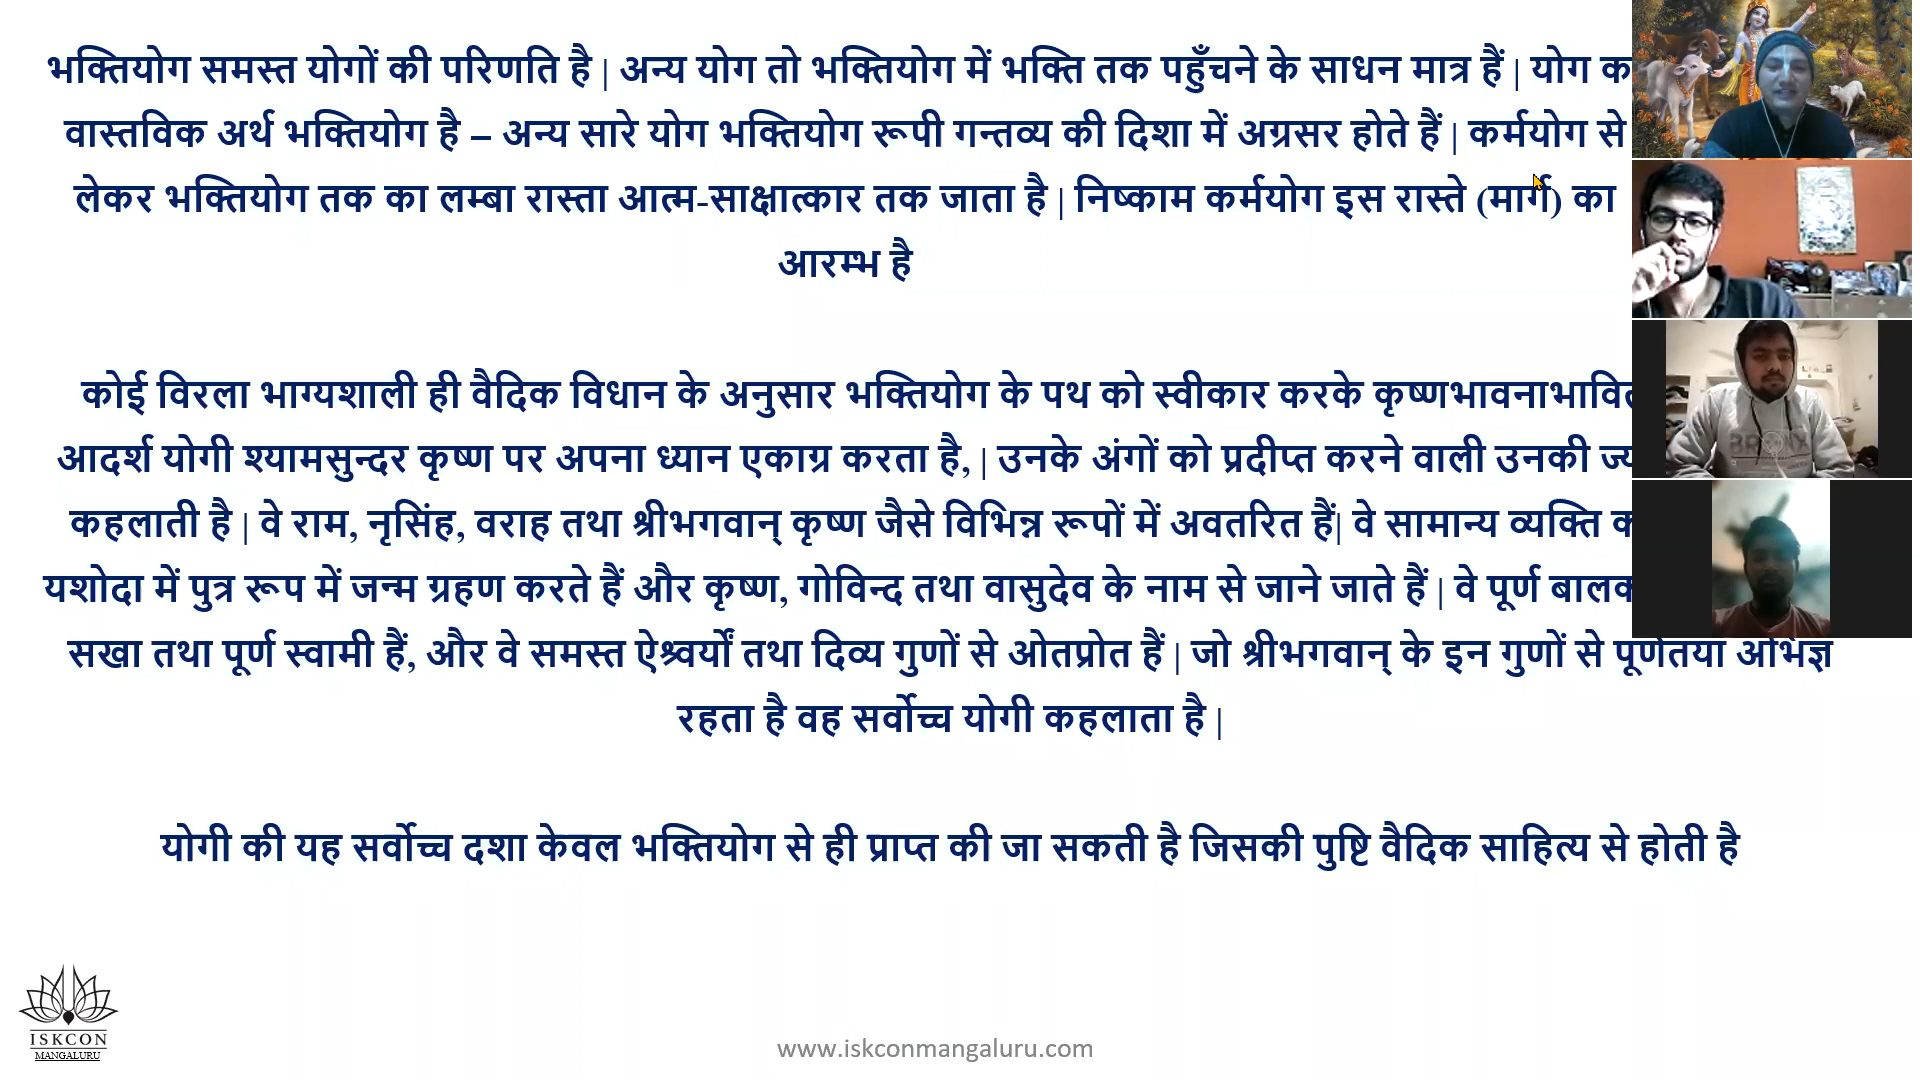 भक्तियोग समस्त योगों की परिणति है | अन्य योग तो भक्तियोग में भक्ति तक पहुँचने के साधन मात्र हैं | योग
वास्तविक अर्थ भक्तियोग है – अन्य सारे योग भक्तियोग रूपी गन्तव्य की दिशा में अग्रसर होते हैं | कर्मयोग से
लेकर भक्तियोग तक का लम्बा रास्ता आत्म-साक्षात्कार तक जाता है | निष्काम कर्मयोग इस रास्ते (मार्ग) का
आरम्भ है
कोई विरला भाग्यशाली ही वैदिक विधान के अनुसार भक्तियोग के पथ को स्वीकार करके
आदर्श योगी श्यामसुन्दर कृष्ण पर अपना ध्यान एकाग्र करता है, | उनके अंगों को प्रदीप्त करने वाली उनकी
कहलाती है | वे राम, नृसिंह, वराह तथा श्रीभगवान् कृष्ण जैसे विभिन्न रूपों में अवतरित हैं| वे सामान्य व्यक्ति
यशोदा में पुत्र रूप में जन्म ग्रहण करते हैं और कृष्ण, गोविन्द तथा वासुदेव के नाम से जाने जाते हैं | वे पूर्ण
सखा तथा पूर्ण स्वामी हैं, और वे समस्त ऐश्र्वर्यों तथा दिव्य गुणों से ओतप्रोत हैं | जो श्रीभगवान् के इन गुणों से पूर्णतया अभिज्ञ
रहता है वह सर्वोच्च योगी कहलाता है |
योगी की यह सर्वोच्च दशा केवल भक्तियोग से ही प्राप्त की जा सकती है जिसकी पुष्टि वैदिक साहित्य से होती है
ISKCON
MANGALURU
www.iskconmangaluru.com